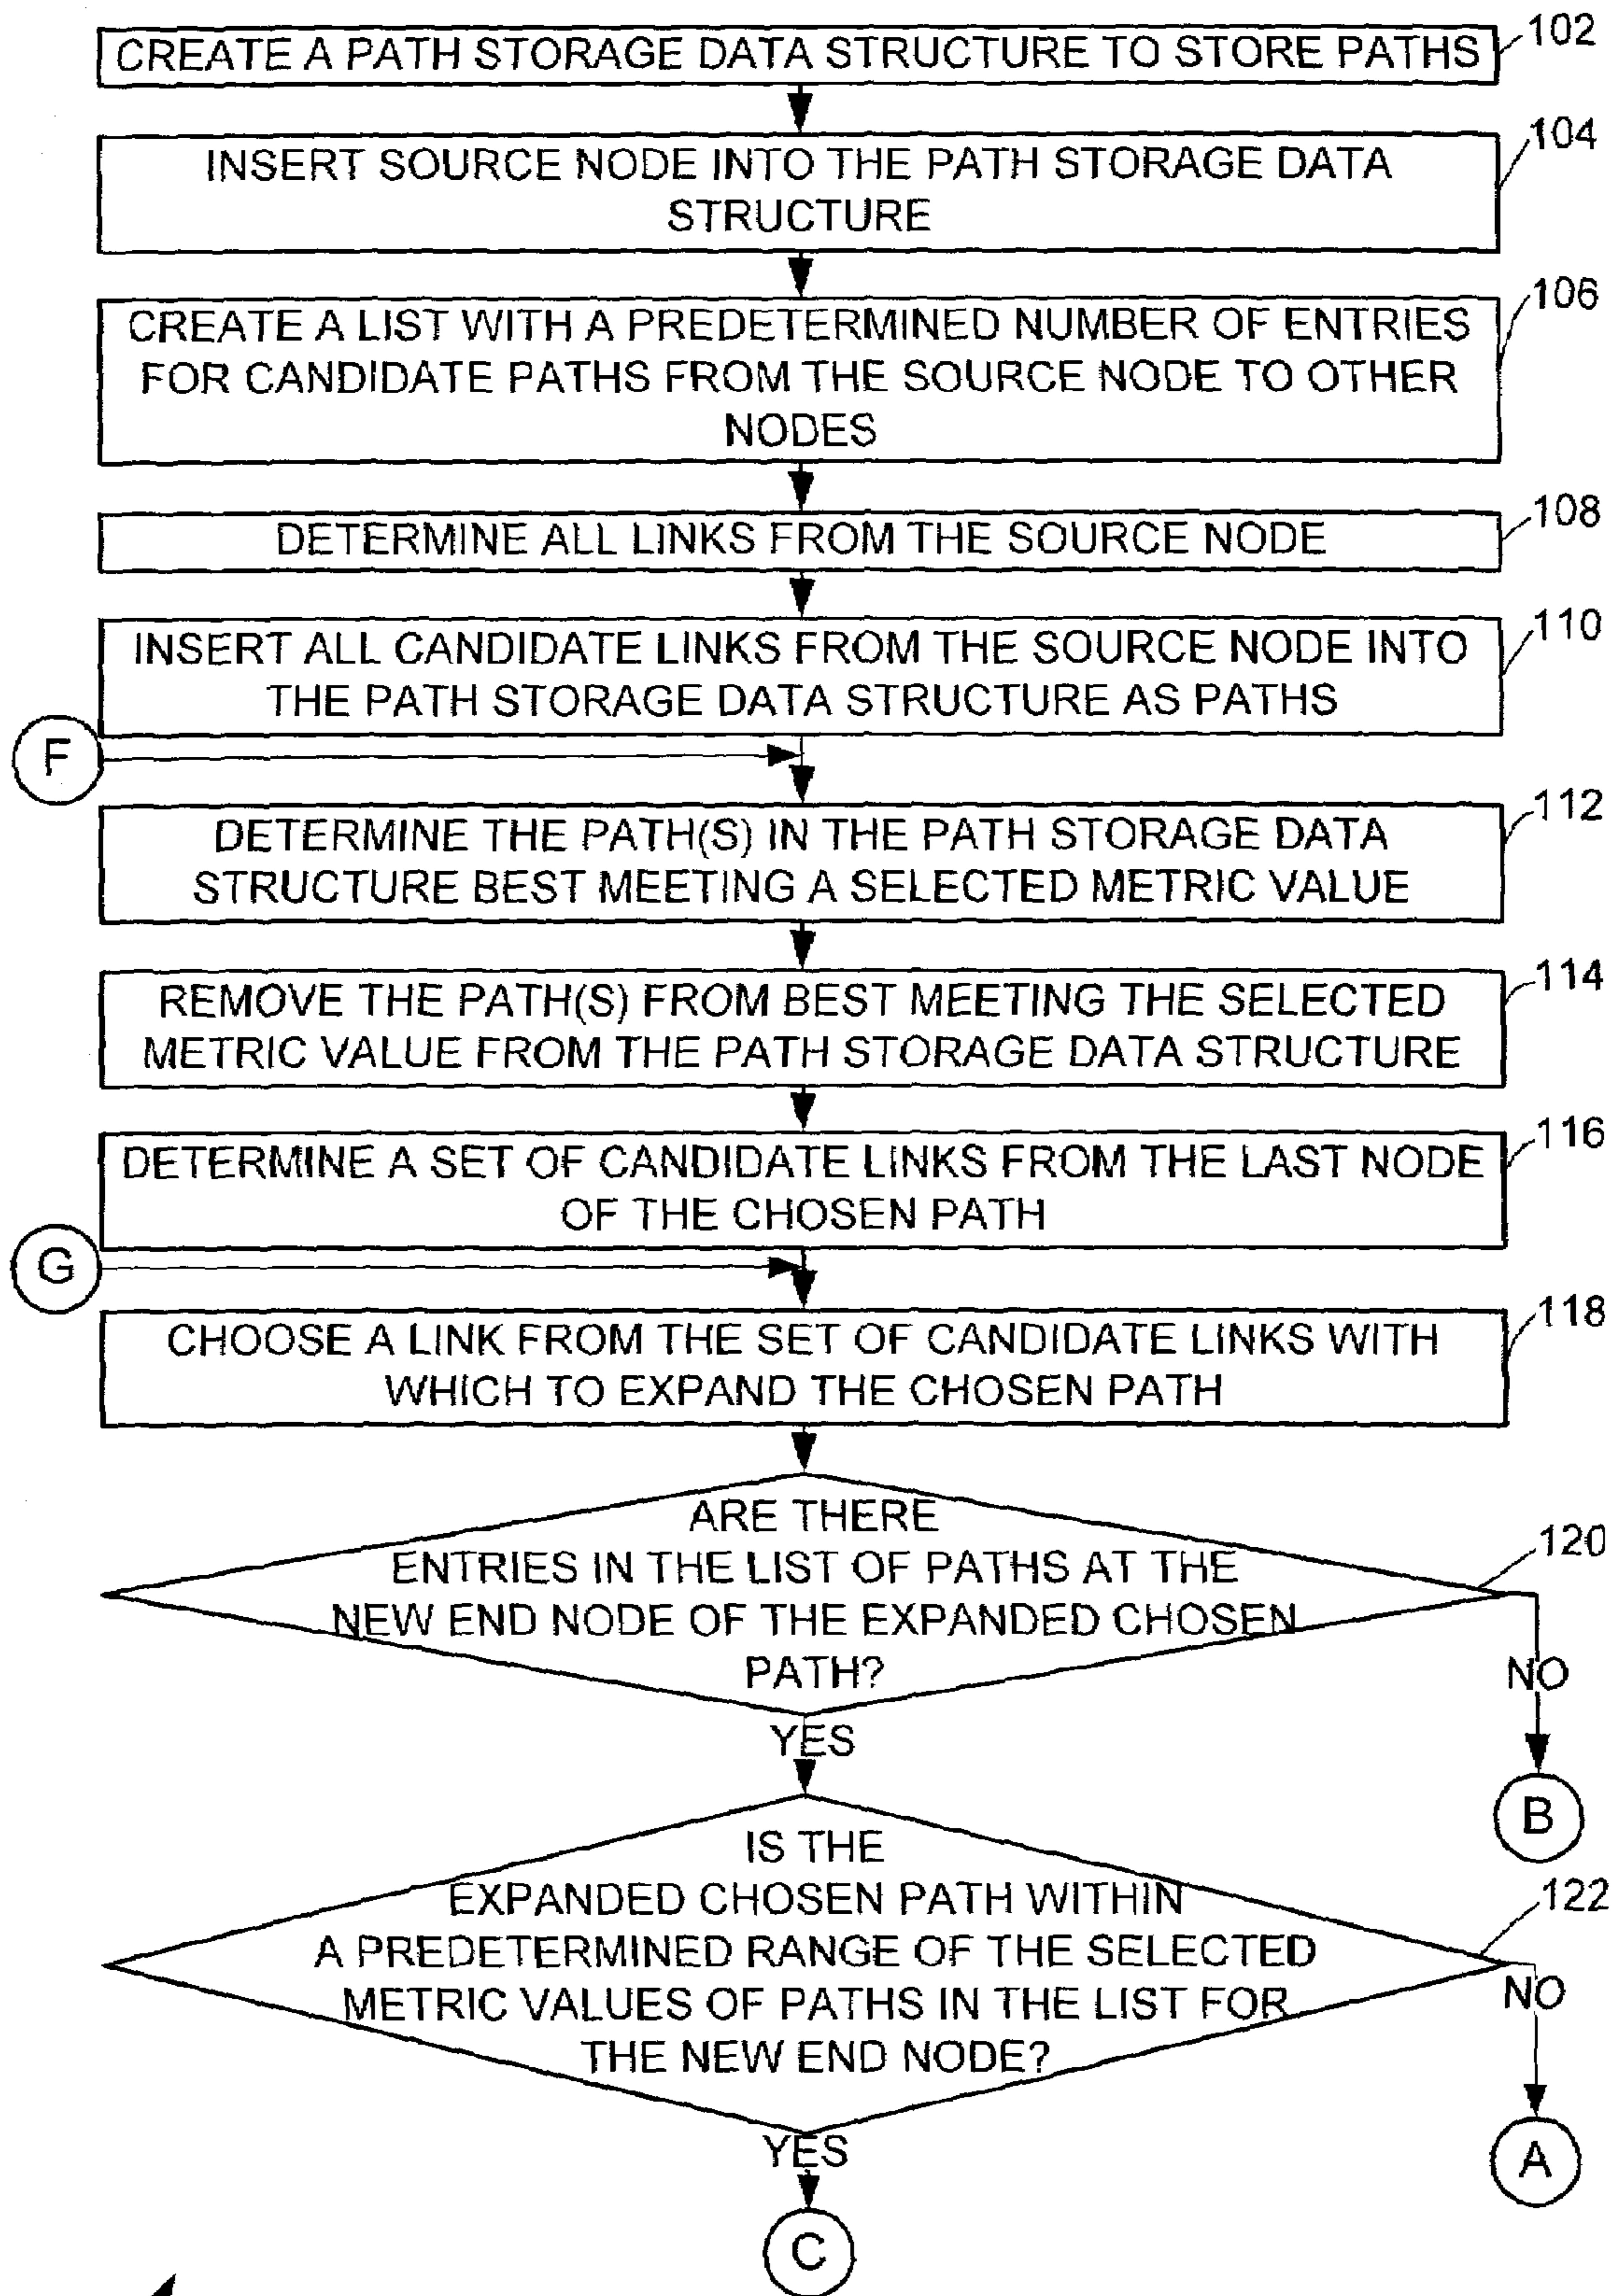 CREATE A PATH STORAGE DATA STRUCTURE TO STORE PATHS
102
INSERT SOURCE NODE INTO THE PATH STORAGE DATA
STRUCTURE
104
CREATE A LIST WITH A PREDETERMINED NUMBER OF ENTRIES
FOR CANDIDATE PATHS FROM THE SOURCE NODE TO OTHER
NODES
106
DETERMINE ALL LINKS FROM THE SOURCE NODE
108
INSERT ALL CANDIDATE LINKS FROM THE SOURCE NODE INTO
THE PATH STORAGE DATA STRUCTURE AS PATHS
110
F
DETERMINE THE PATH(S) IN THE PATH STORAGE DATA
STRUCTURE BEST MEETING A SELECTED METRIC VALUE
112
REMOVE THE PATH(S) FROM BEST MEETING THE SELECTED
METRIC VALUE FROM THE PATH STORAGE DATA STRUCTURE
114
DETERMINE A SET OF CANDIDATE LINKS FROM THE LAST NODE
OF THE CHOSEN PATH
116
G
CHOOSE A LINK FROM THE SET OF CANDIDATE LINKS WITH
WHICH TO EXPAND THE CHOSEN PATH
118
ARE THERE
ENTRIES IN THE LIST OF PATHS AT THE
NEW END NODE OF THE EXPANDED CHOSEN
PATH?
120
NO
YES
B
IS THE
EXPANDED CHOSEN PATH WITHIN
A PREDETERMINED RANGE OF THE SELECTED
METRIC VALUES OF PATHS IN THE LIST FOR
THE NEW END NODE?
122
NO
YES
A
C